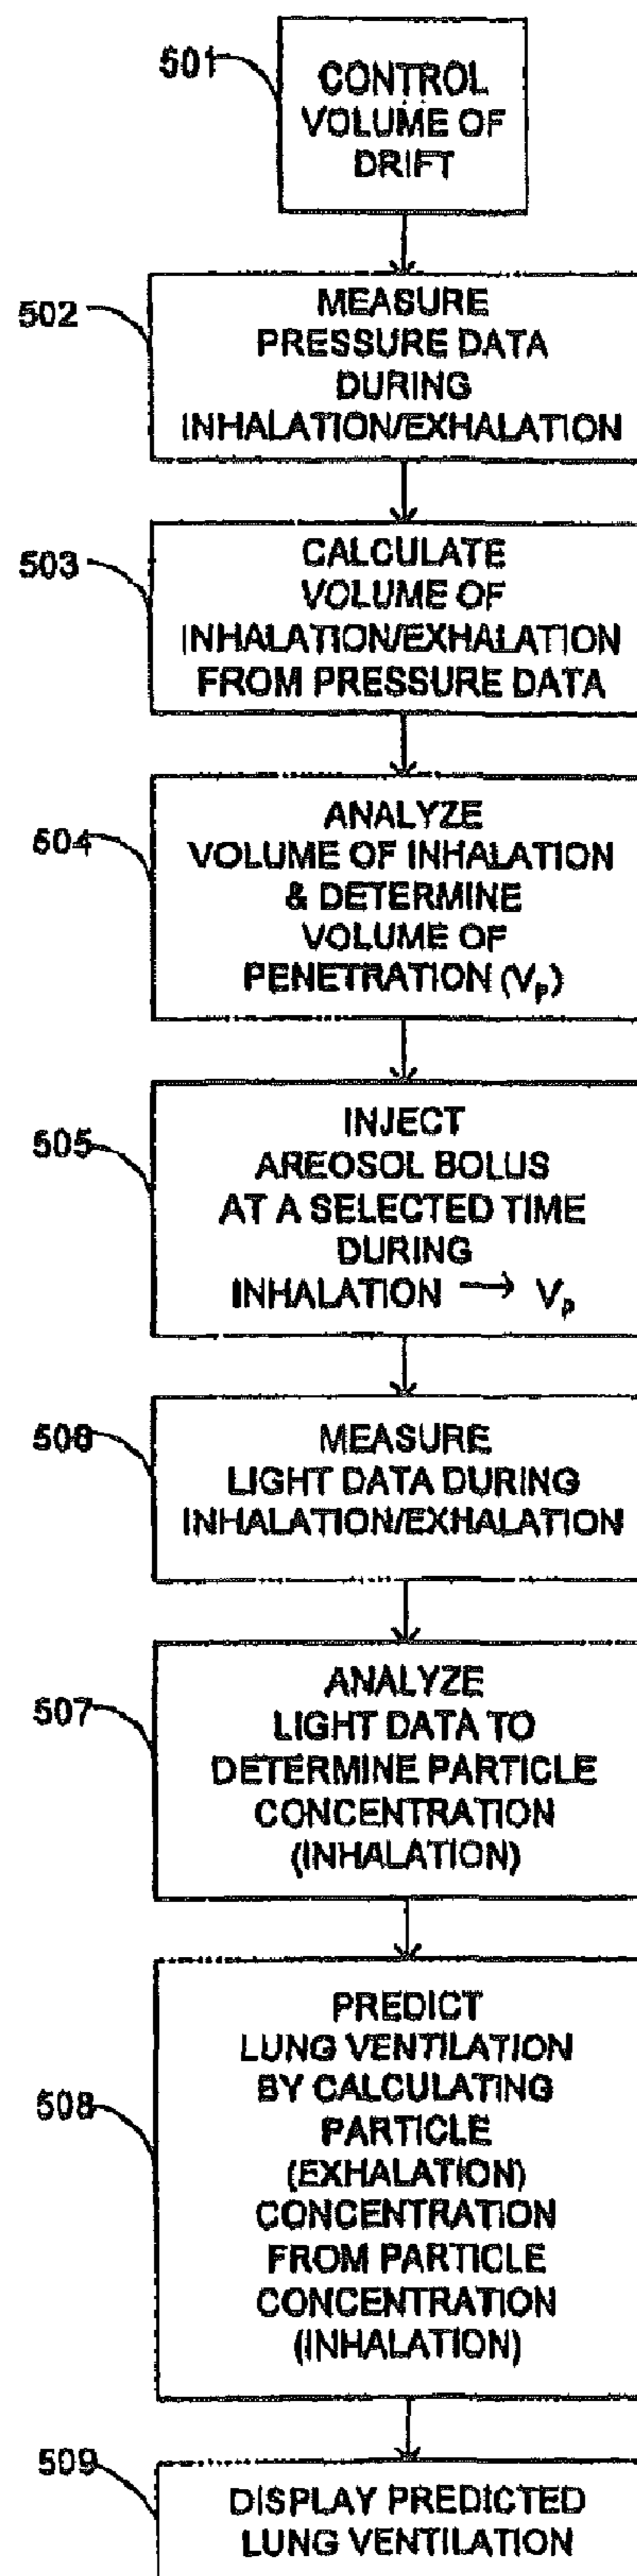 501
CONTROL
VOLUME OF
DRIFT
502
MEASURE
PRESSURE DATA
DURING
INHALATION/EXHALATION
503
CALCULATE
VOLUME OF
INHALATION/EXHALATION
FROM PRESSURE DATA
504
ANALYZE
VOLUME OF INHALATION
& DETERMINE
VOLUME OF
PENETRATION (Vp)
505
INJECT
AREOSOL BOLUS
AT A SELECTED TIME
DURING
INHALATION → Vp
506
MEASURE
LIGHT DATA DURING
INHALATION/EXHALATION
507
ANALYZE
LIGHT DATA TO
DETERMINE PARTICLE
CONCENTRATION
(INHALATION)
508
PREDICT
LUNG VENTILATION
BY CALCULATING
PARTICLE
(EXHALATION)
CONCENTRATION
FROM PARTICLE
CONCENTRATION
(INHALATION)
509
DISPLAY PREDICTED
LUNG VENTILATION